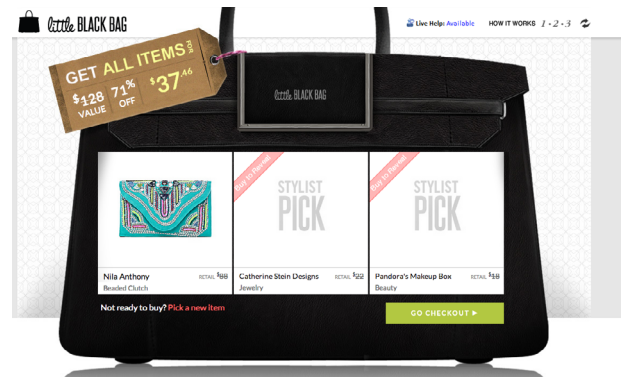 little BLACK BAG
Live Help: Available
HOW IT WORKS 1 - 2 - 3
GET ALL ITEMS FOR
$128 VALUE
71% OFF
$37.46
little BLACK BAG
Buy to Reveal
STYLIST PICK
Buy to Reveal
STYLIST PICK
Nila Anthony RETAIL $88
Beaded Clutch
Catherine Stein Designs RETAIL $22
Jewelry
Pandora's Makeup Box RETAIL $18
Beauty
Not ready to buy? Pick a new item
GO CHECKOUT